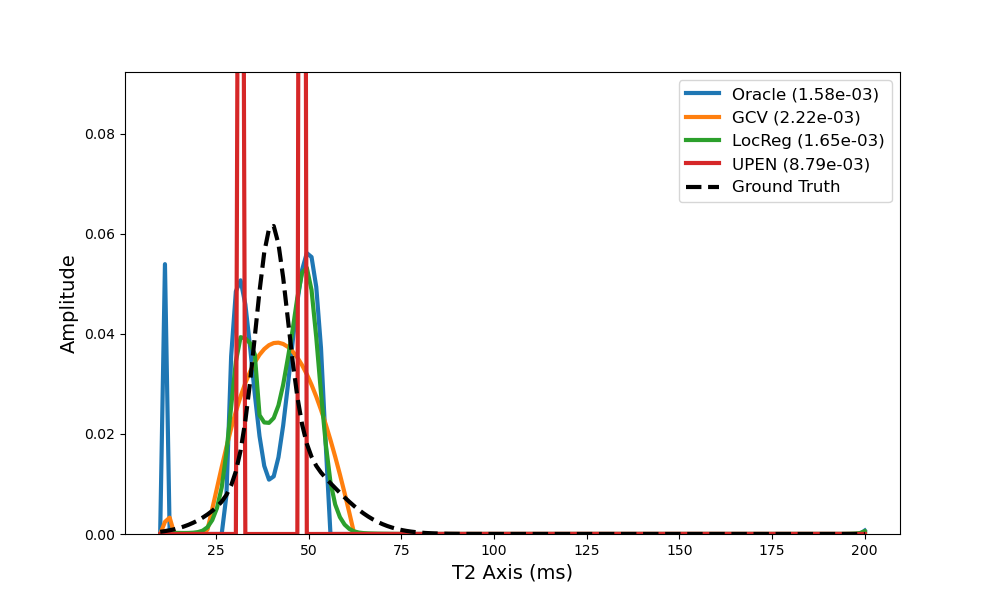 Oracle (1.58e-03)
GCV (2.22e-03)
LocReg (1.65e-03)
UPEN (8.79e-03)
Ground Truth
Amplitude
0.08
0.06
0.04
0.02
0.00
25 50 75 100 125 150 175 200
T2 Axis (ms)